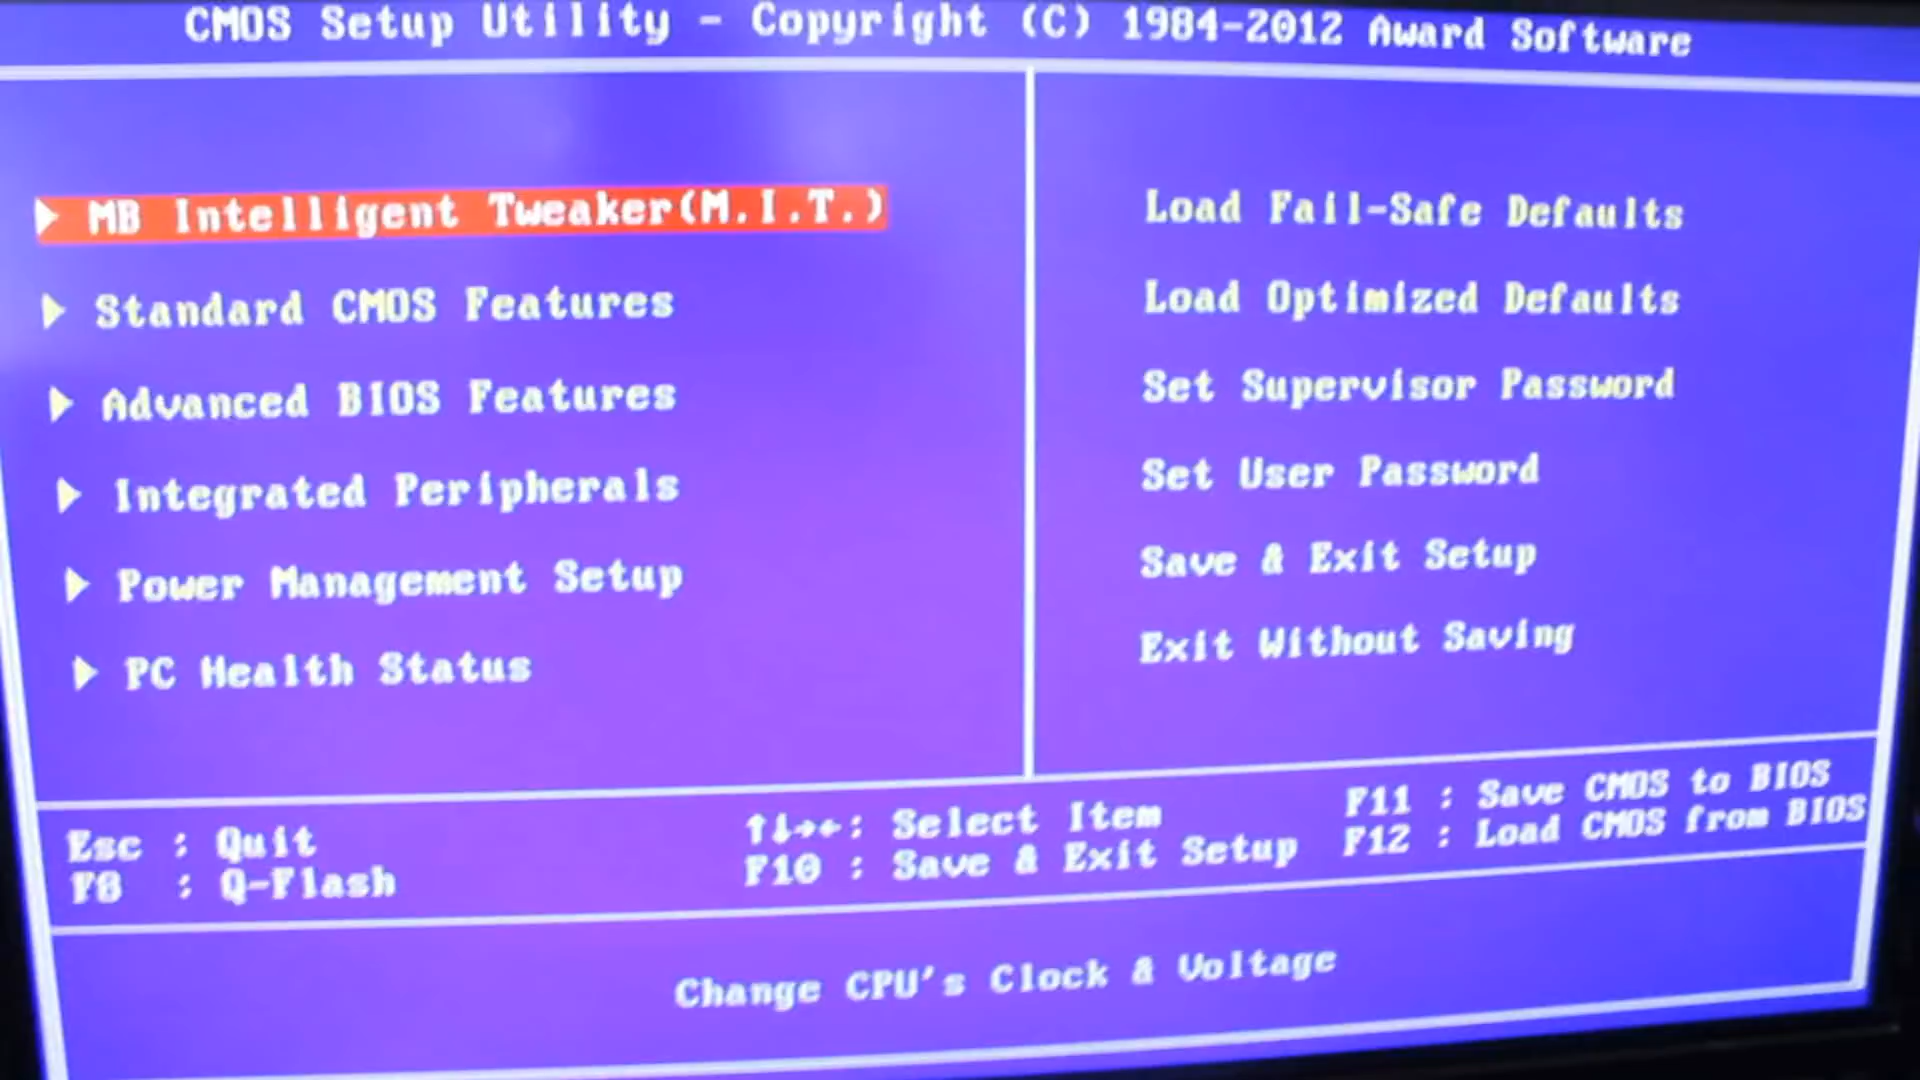 CMOS Setup Utility - Copyright (C) 1984-2012 Award Software
MB Intelligent Tweaker(M.I.T.)
Standard CMOS Features
Advanced BIOS Features
Integrated Peripherals
Power Management Setup
PC Health Status
Load Fail-Safe Defaults
Load Optimized Defaults
Set Supervisor Password
Set User Password
Save & Exit Setup
Exit Without Saving
Esc : Quit
F8 : Q-Flash
↑↓→←: Select Item
F10 : Save & Exit Setup
F11 : Save CMOS to BIOS
F12 : Load CMOS from BIOS
Change CPU's Clock & Voltage